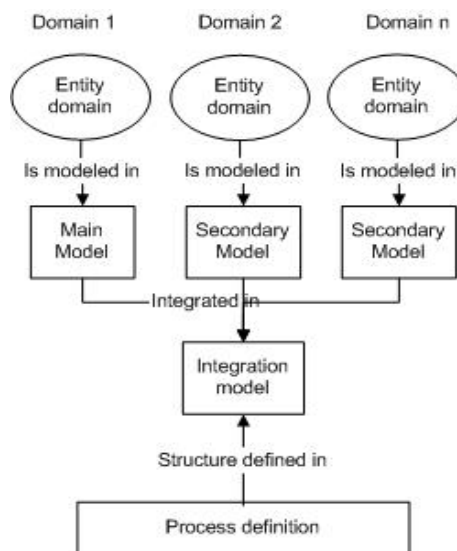 Domain 1 Domain 2 Domain n
Entity domain
Entity domain
Entity domain
Is modeled in Is modeled in Is modeled in
Main Model
Secondary Model
Secondary Model
Integrated in
Integration
model
Structure defined in
Process definition